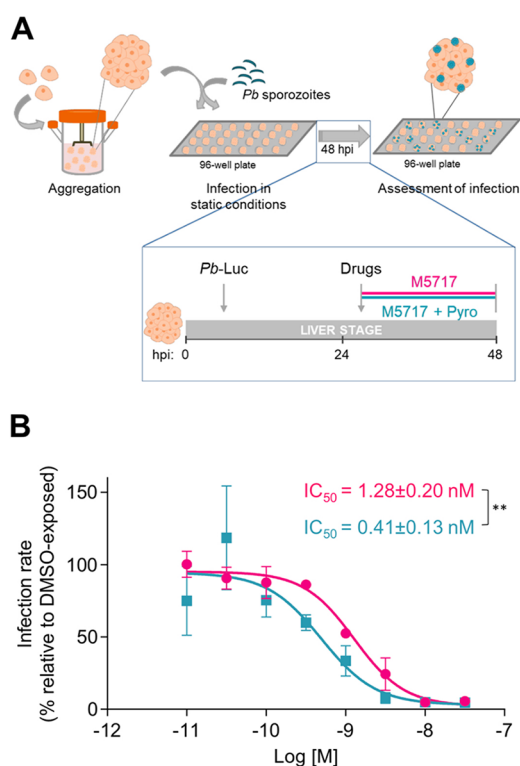 A
Pb sporozoites
96-well plate
48 hpi
96-well plate
Aggregation
Infection in
static conditions
Assessment of infection
Pb-Luc
Drugs
M5717
M5717 + Pyro
LIVER STAGE
hpi:
0
24
48
B
Infection rate
(% relative to DMSO-exposed)
150
100
50
0
IC50 = 1.28±0.20 nM
**
IC50 = 0.41±0.13 nM
-12
-11
-10
-9
-8
-7
Log [M]